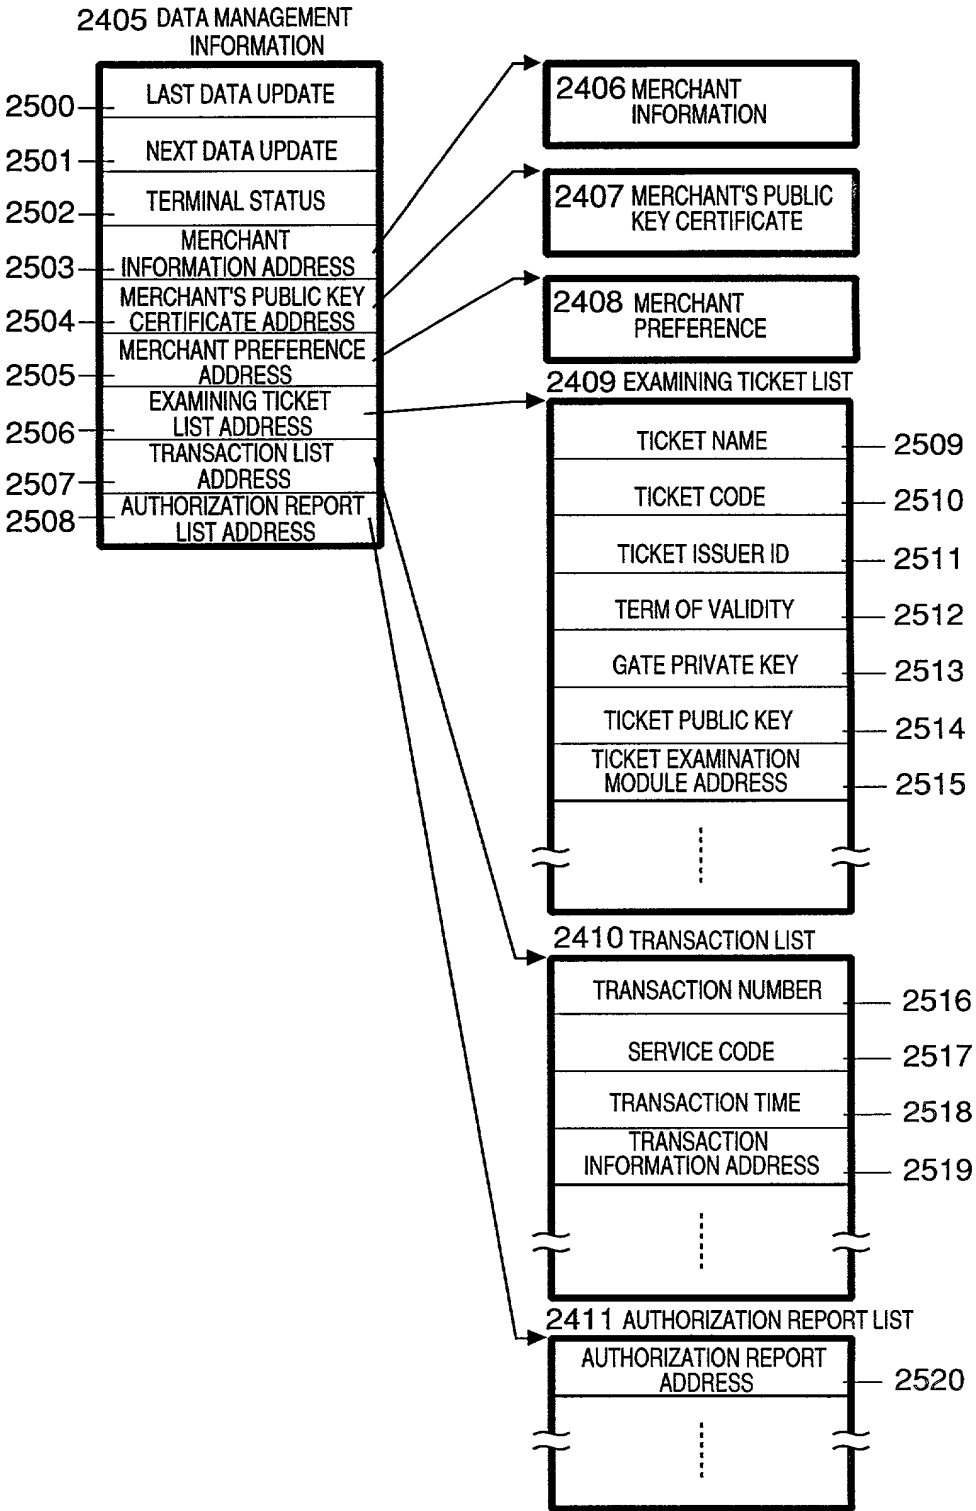 2405 DATA MANAGEMENT
INFORMATION
2500
LAST DATA UPDATE
2501
NEXT DATA UPDATE
2502
TERMINAL STATUS
2503
MERCHANT
INFORMATION ADDRESS
2504
MERCHANT'S PUBLIC KEY
CERTIFICATE ADDRESS
2505
MERCHANT PREFERENCE
ADDRESS
2506
EXAMINING TICKET
LIST ADDRESS
2507
TRANSACTION LIST
ADDRESS
2508
AUTHORIZATION REPORT
LIST ADDRESS
2406 MERCHANT
INFORMATION
2407 MERCHANT'S PUBLIC
KEY CERTIFICATE
2408 MERCHANT
PREFERENCE
2409 EXAMINING TICKET LIST
TICKET NAME
2509
TICKET CODE
2510
TICKET ISSUER ID
2511
TERM OF VALIDITY
2512
GATE PRIVATE KEY
2513
TICKET PUBLIC KEY
2514
TICKET EXAMINATION
MODULE ADDRESS
2515
2410 TRANSACTION LIST
TRANSACTION NUMBER
2516
SERVICE CODE
2517
TRANSACTION TIME
2518
TRANSACTION
INFORMATION ADDRESS
2519
2411 AUTHORIZATION REPORT LIST
AUTHORIZATION REPORT
ADDRESS
2520